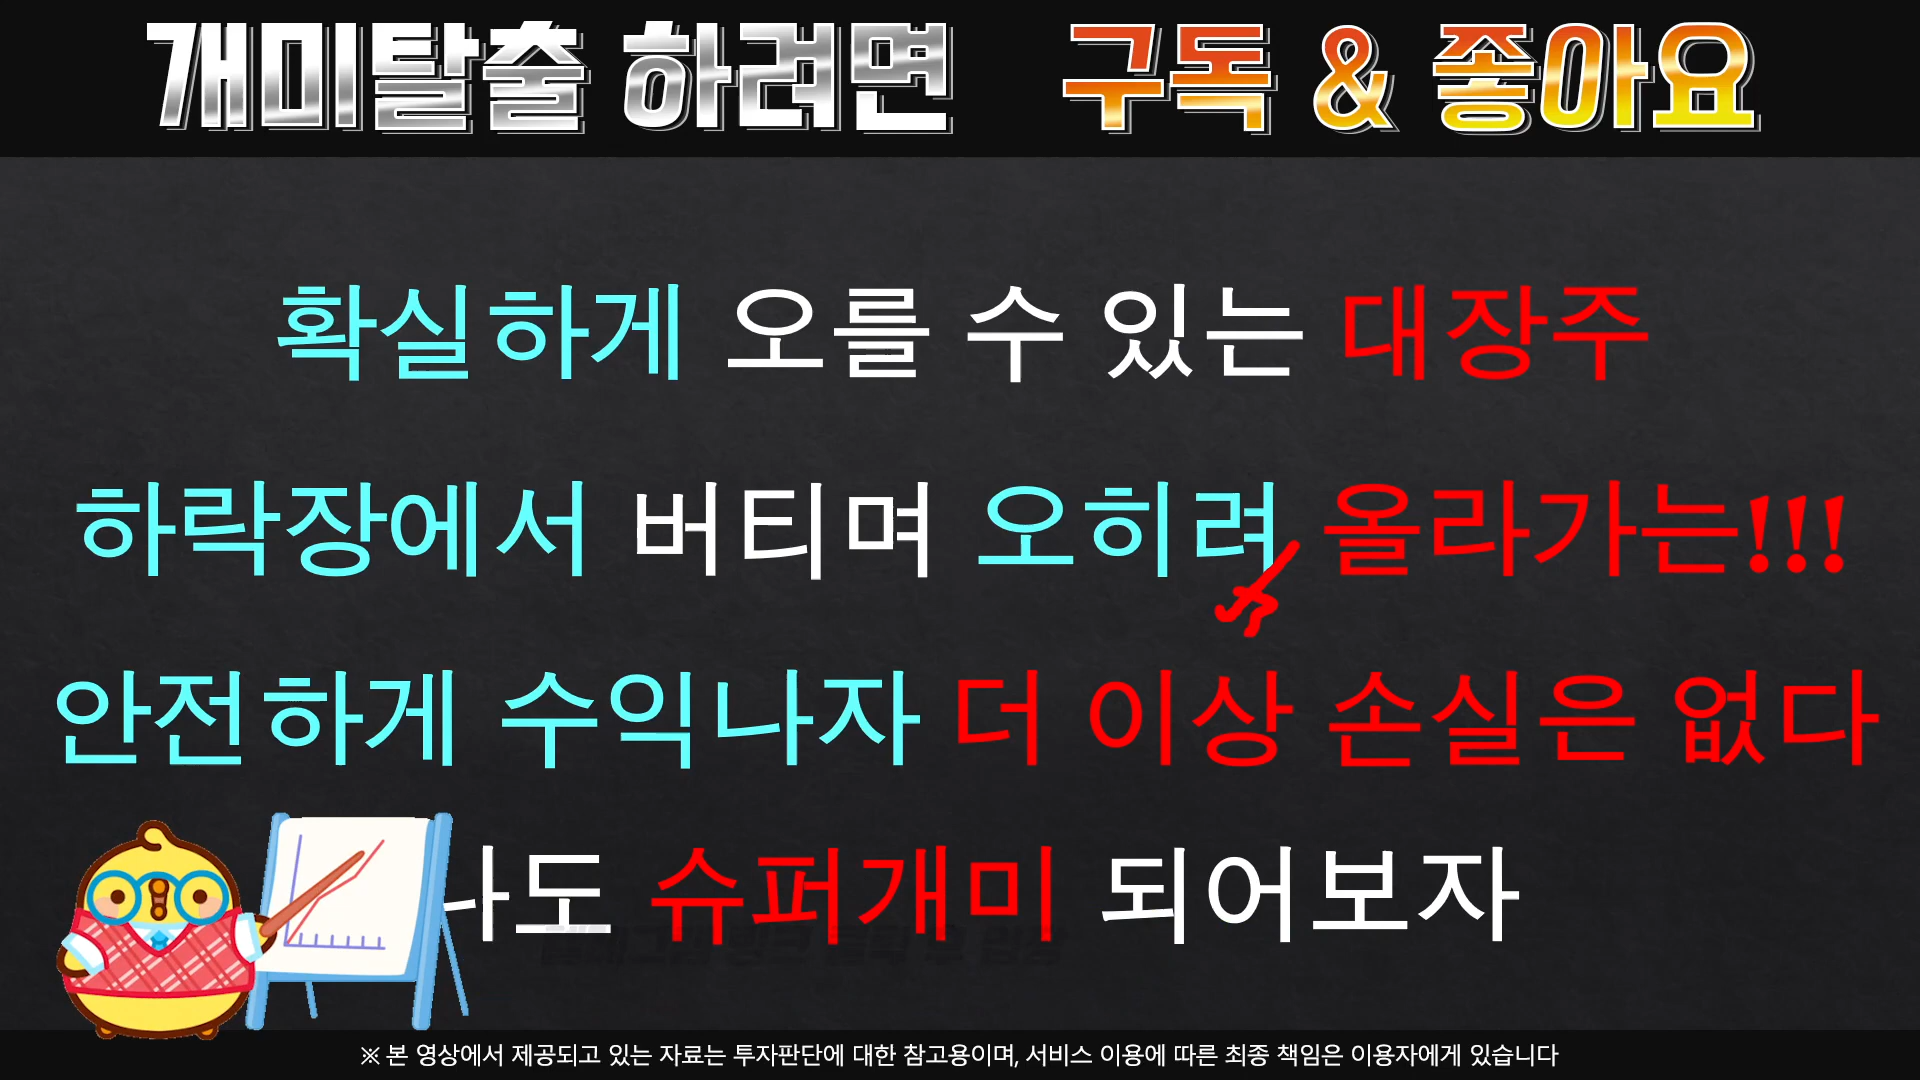 개미탈출 하려면 구독 & 좋아요
확실하게 오를 수 있는 대장주
하락장에서 버티며 오히려 올라가는!!!
안전하게 수익나자 더 이상 손실은 없다
슈퍼개미 되어보자
※ 본 영상에서 제공되고 있는 자료는 투자판단에 대한 참고용이며, 서비스 이용에 따른 최종 책임은 이용자에게 있습니다